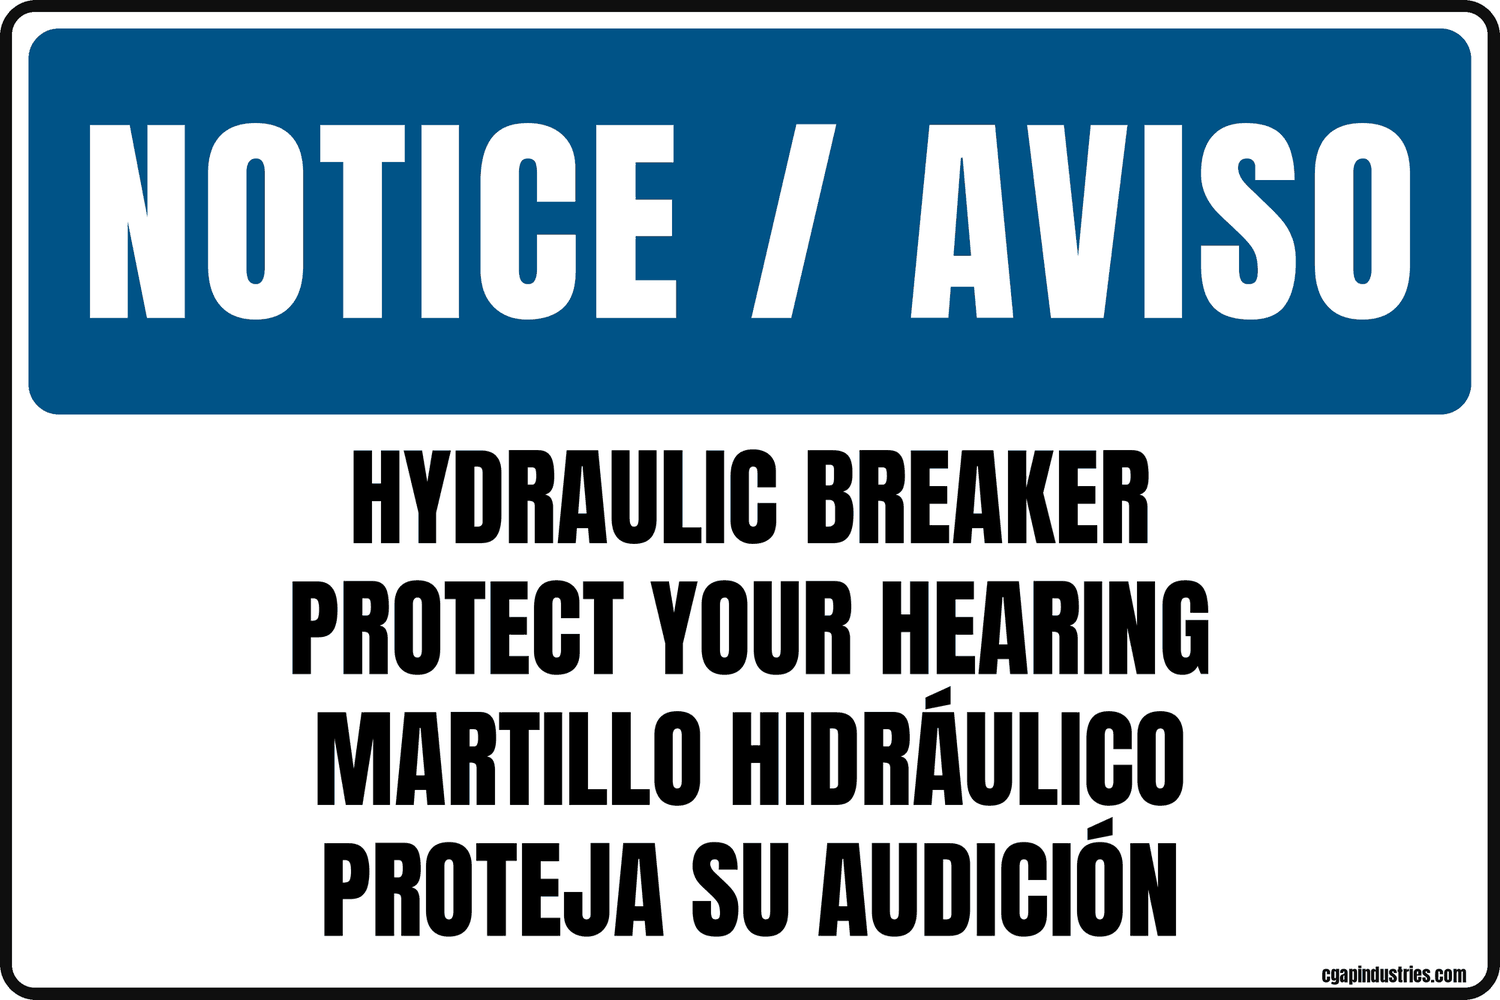 NOTICE / AVISO
HYDRAULIC BREAKER
PROTECT YOUR HEARING
MARTILLO HIDRÁULICO
PROTEJA SU AUDICIÓN
cgapindustries.com